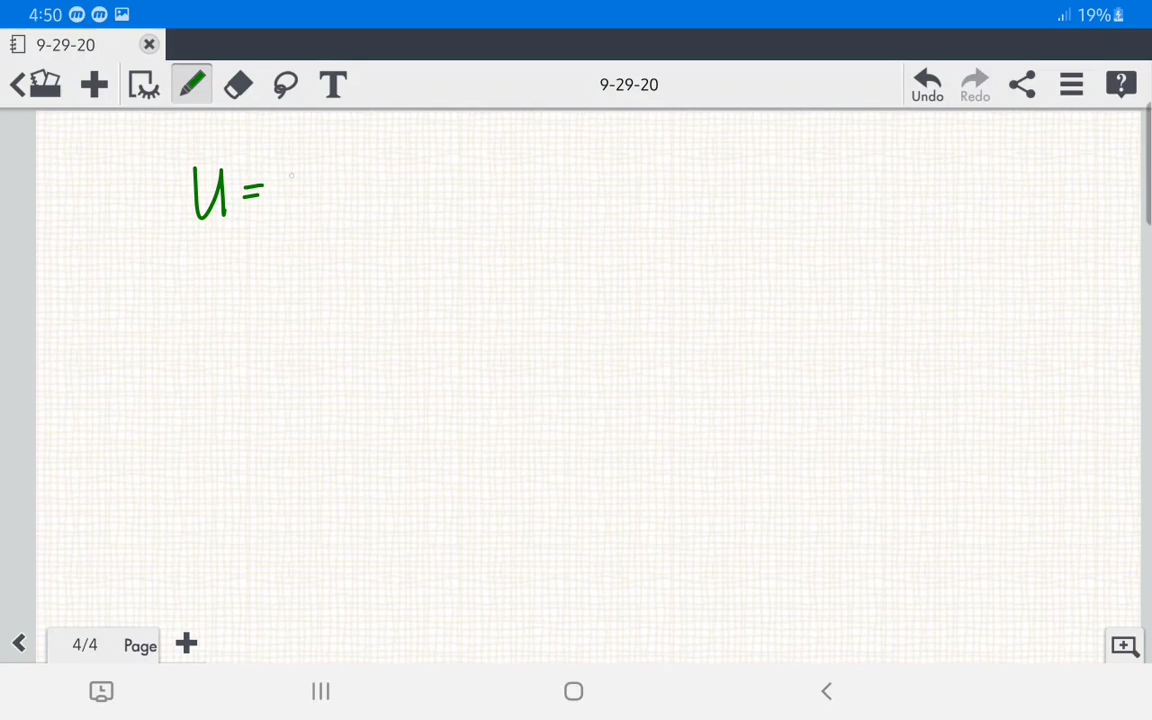 4:50 19%
9-29-20
9-29-20 Undo Redo
U =
4/4 Page